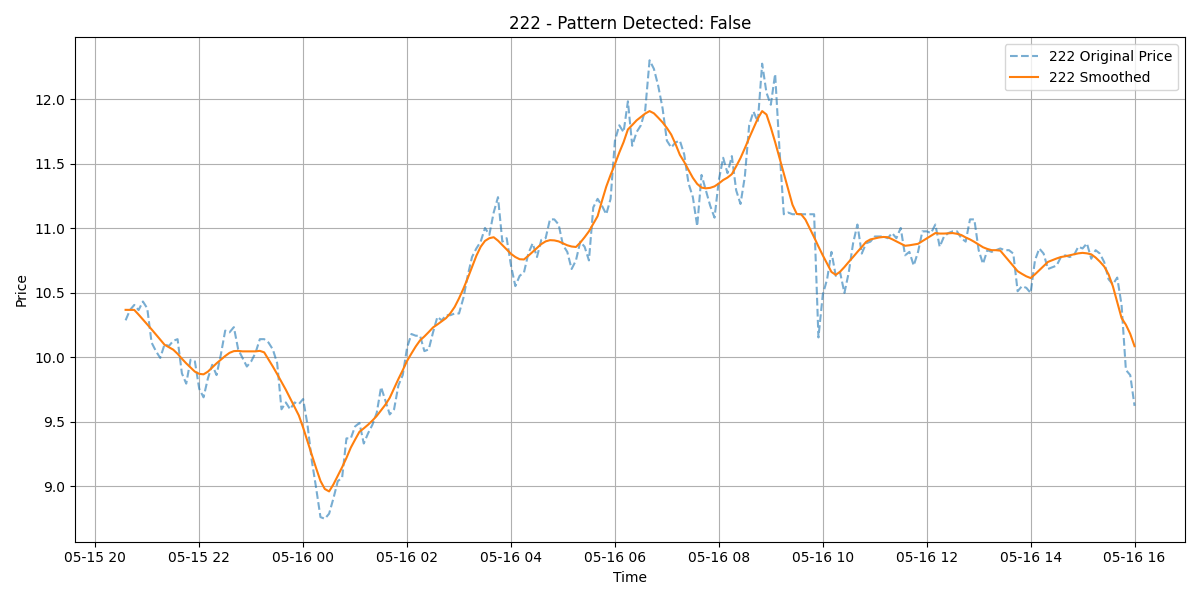 222 - Pattern Detected: False
222 Original Price
222 Smoothed
Price
12.0
11.5
11.0
10.5
10.0
9.5
9.0
05-15 20 05-15 22 05-16 00 05-16 02 05-16 04 05-16 06 05-16 08 05-16 10 05-16 12 05-16 14 05-16 16
Time